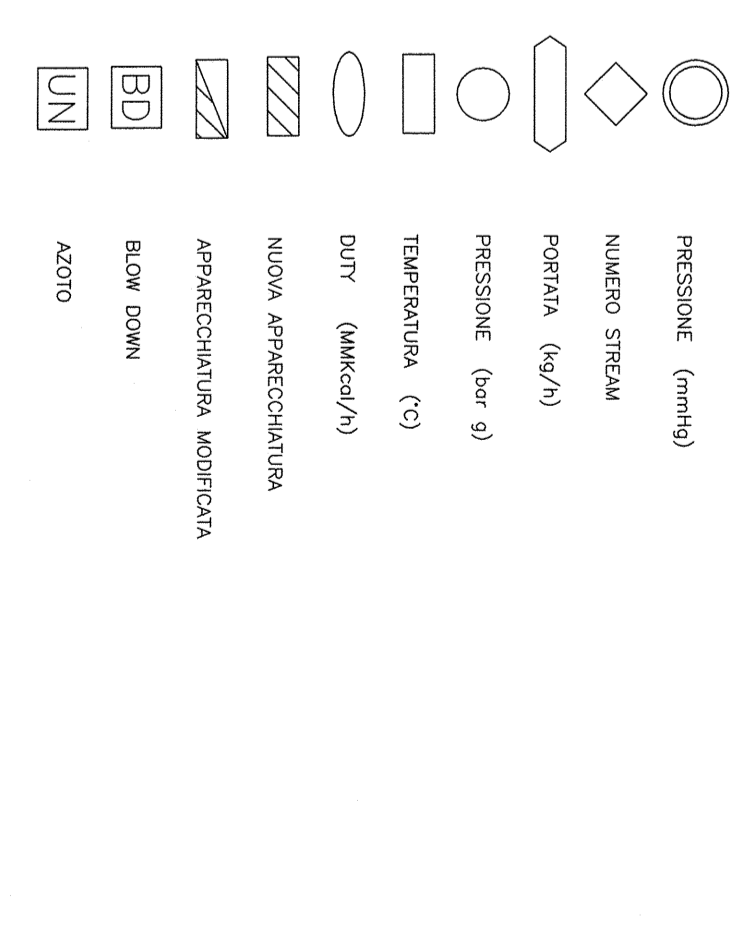 PRESSIONE (mmHg)
NUMERO STREAM
PORTATA (kg/h)
PRESSIONE (bar g)
TEMPERATURA (°C)
DUTY (MMKcal/h)
NUOVA APPARECCHIATURA
APPARECCHIATURA MODIFICATA
BD BLOW DOWN
UN AZOTO